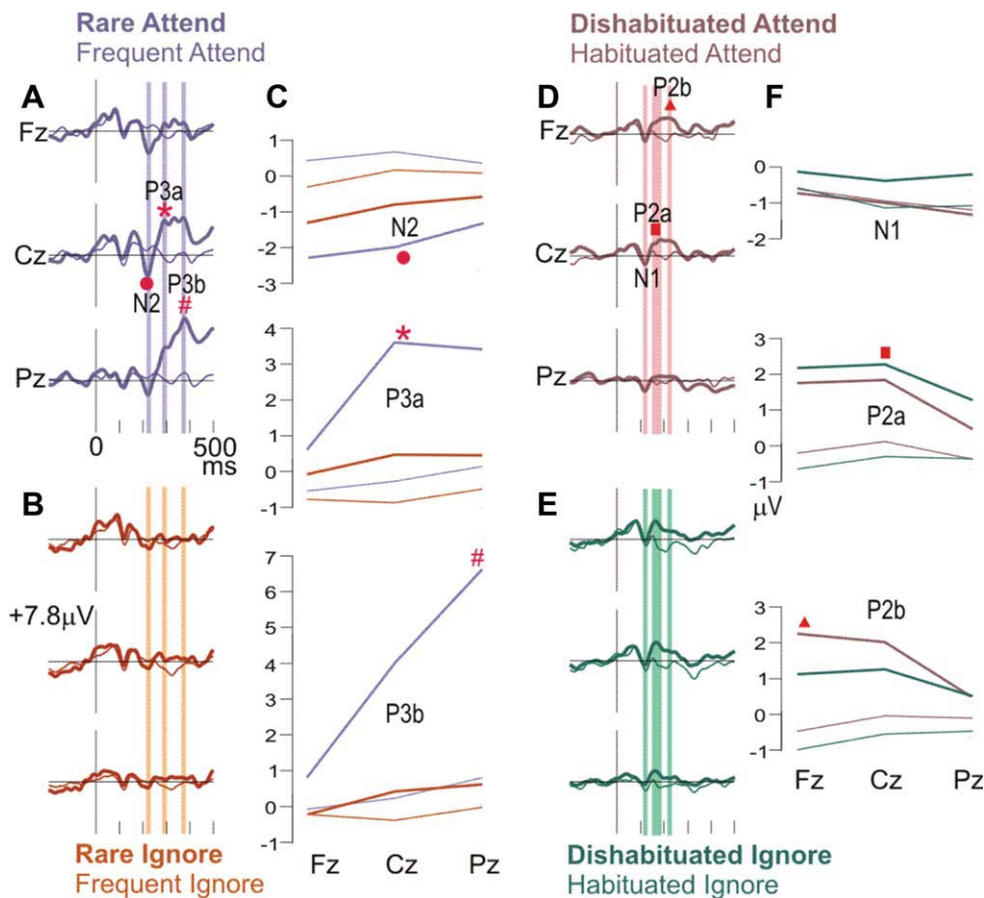 Rare Attend
Frequent Attend
A
Fz
P3a
*
Cz
N2
P3b
#
Pz
0
500
ms
B
+7.8µV
Rare Ignore
Frequent Ignore
C
1
0
-1
-2
-3
N2
4
3
2
1
0
-1
*
P3a
7
6
5
4
3
2
1
0
-1
#
P3b
Fz
Cz
Pz
Dishabituated Attend
Habituated Attend
D
P2b
Fz
P2a
Cz
N1
Pz
E
Dishabituated Ignore
Habituated Ignore
F
0
-1
-2
N1
3
2
1
0
-1
P2a
µV
3
2
1
0
-1
P2b
Fz
Cz
Pz